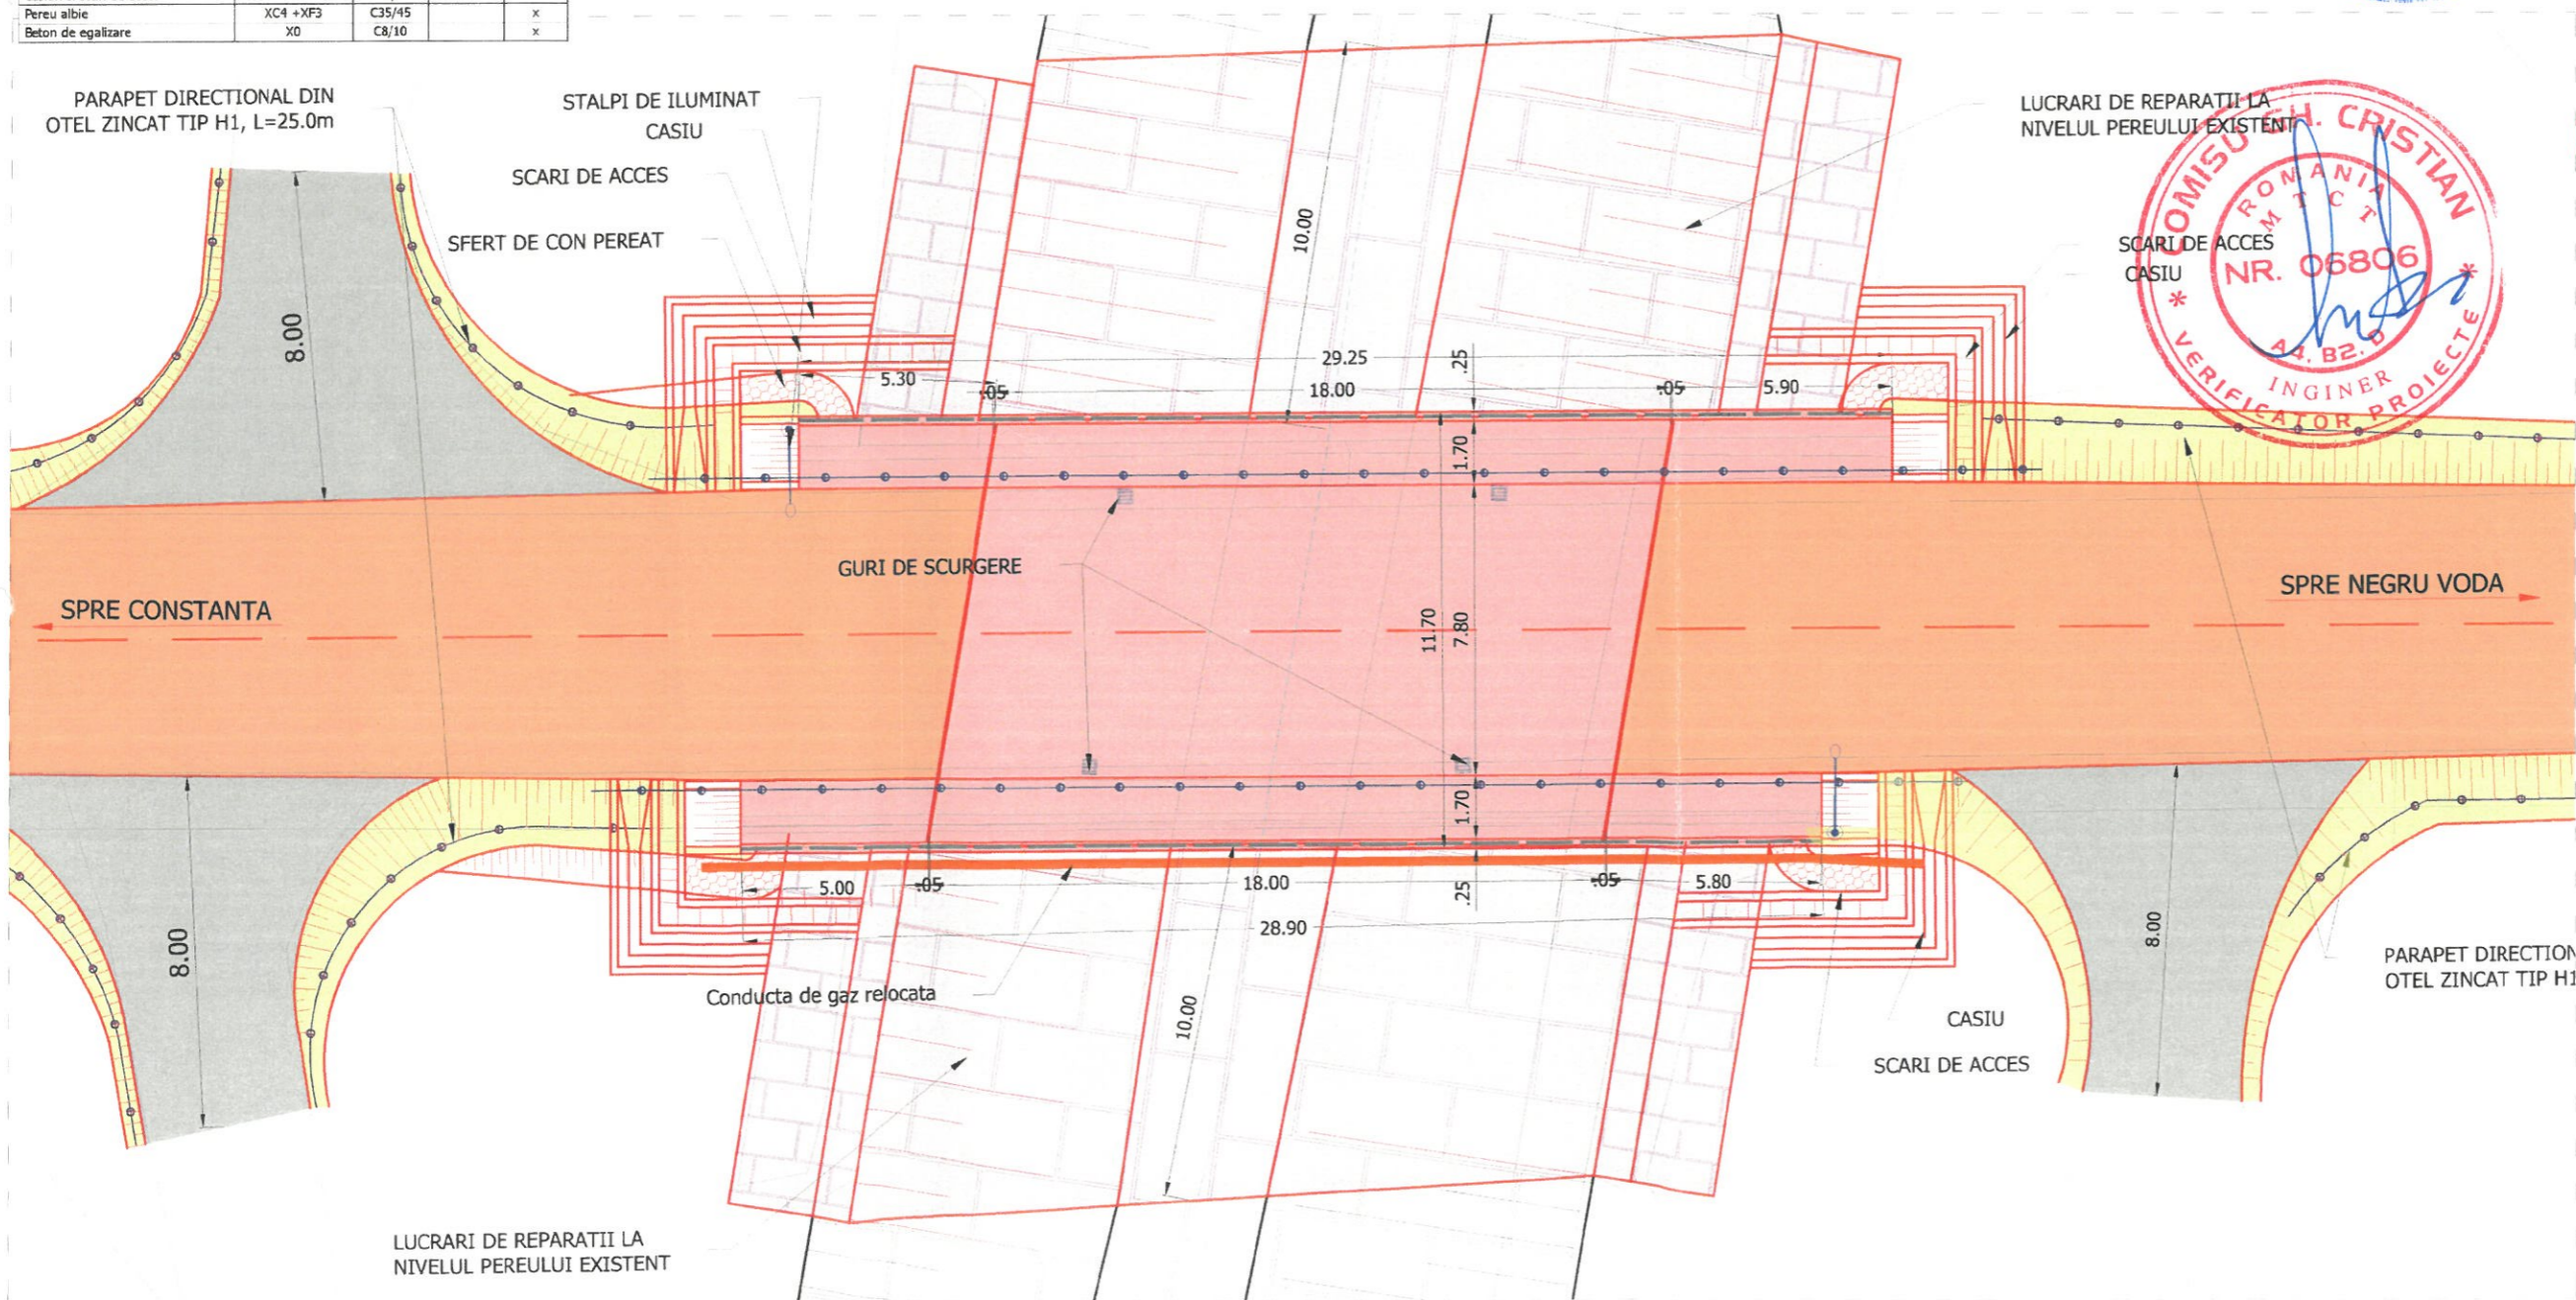 Pereu albie XC4 +XF3 C35/45 x
Beton de egalizare X0 C8/10 x
PARAPET DIRECTIONAL DIN
OTEL ZINCAT TIP H1, L=25.0m
STALPI DE ILUMINAT
CASIU
SCARI DE ACCES
SFERT DE CON PEREAT
LUCRARI DE REPARATII LA
NIVELUL PEREULUI EXISTENT
SCARI DE ACCES
CASIU
COMISU GH. CRISTIAN
ROMANIA
MTCT
NR. 06806
A4. B2. D
INGINER
* VERIFICATOR PROIECTE *
8.00
10.00
29.25
.25
5.30
.05
18.00
.05
5.90
1.70
GURI DE SCURGERE
SPRE CONSTANTA
SPRE NEGRU VODA
11.70
7.80
1.70
5.00
.05
18.00
.05
5.80
.25
28.90
8.00
8.00
Conducta de gaz relocata
10.00
PARAPET DIRECTION
OTEL ZINCAT TIP H1
CASIU
SCARI DE ACCES
LUCRARI DE REPARATII LA
NIVELUL PEREULUI EXISTENT